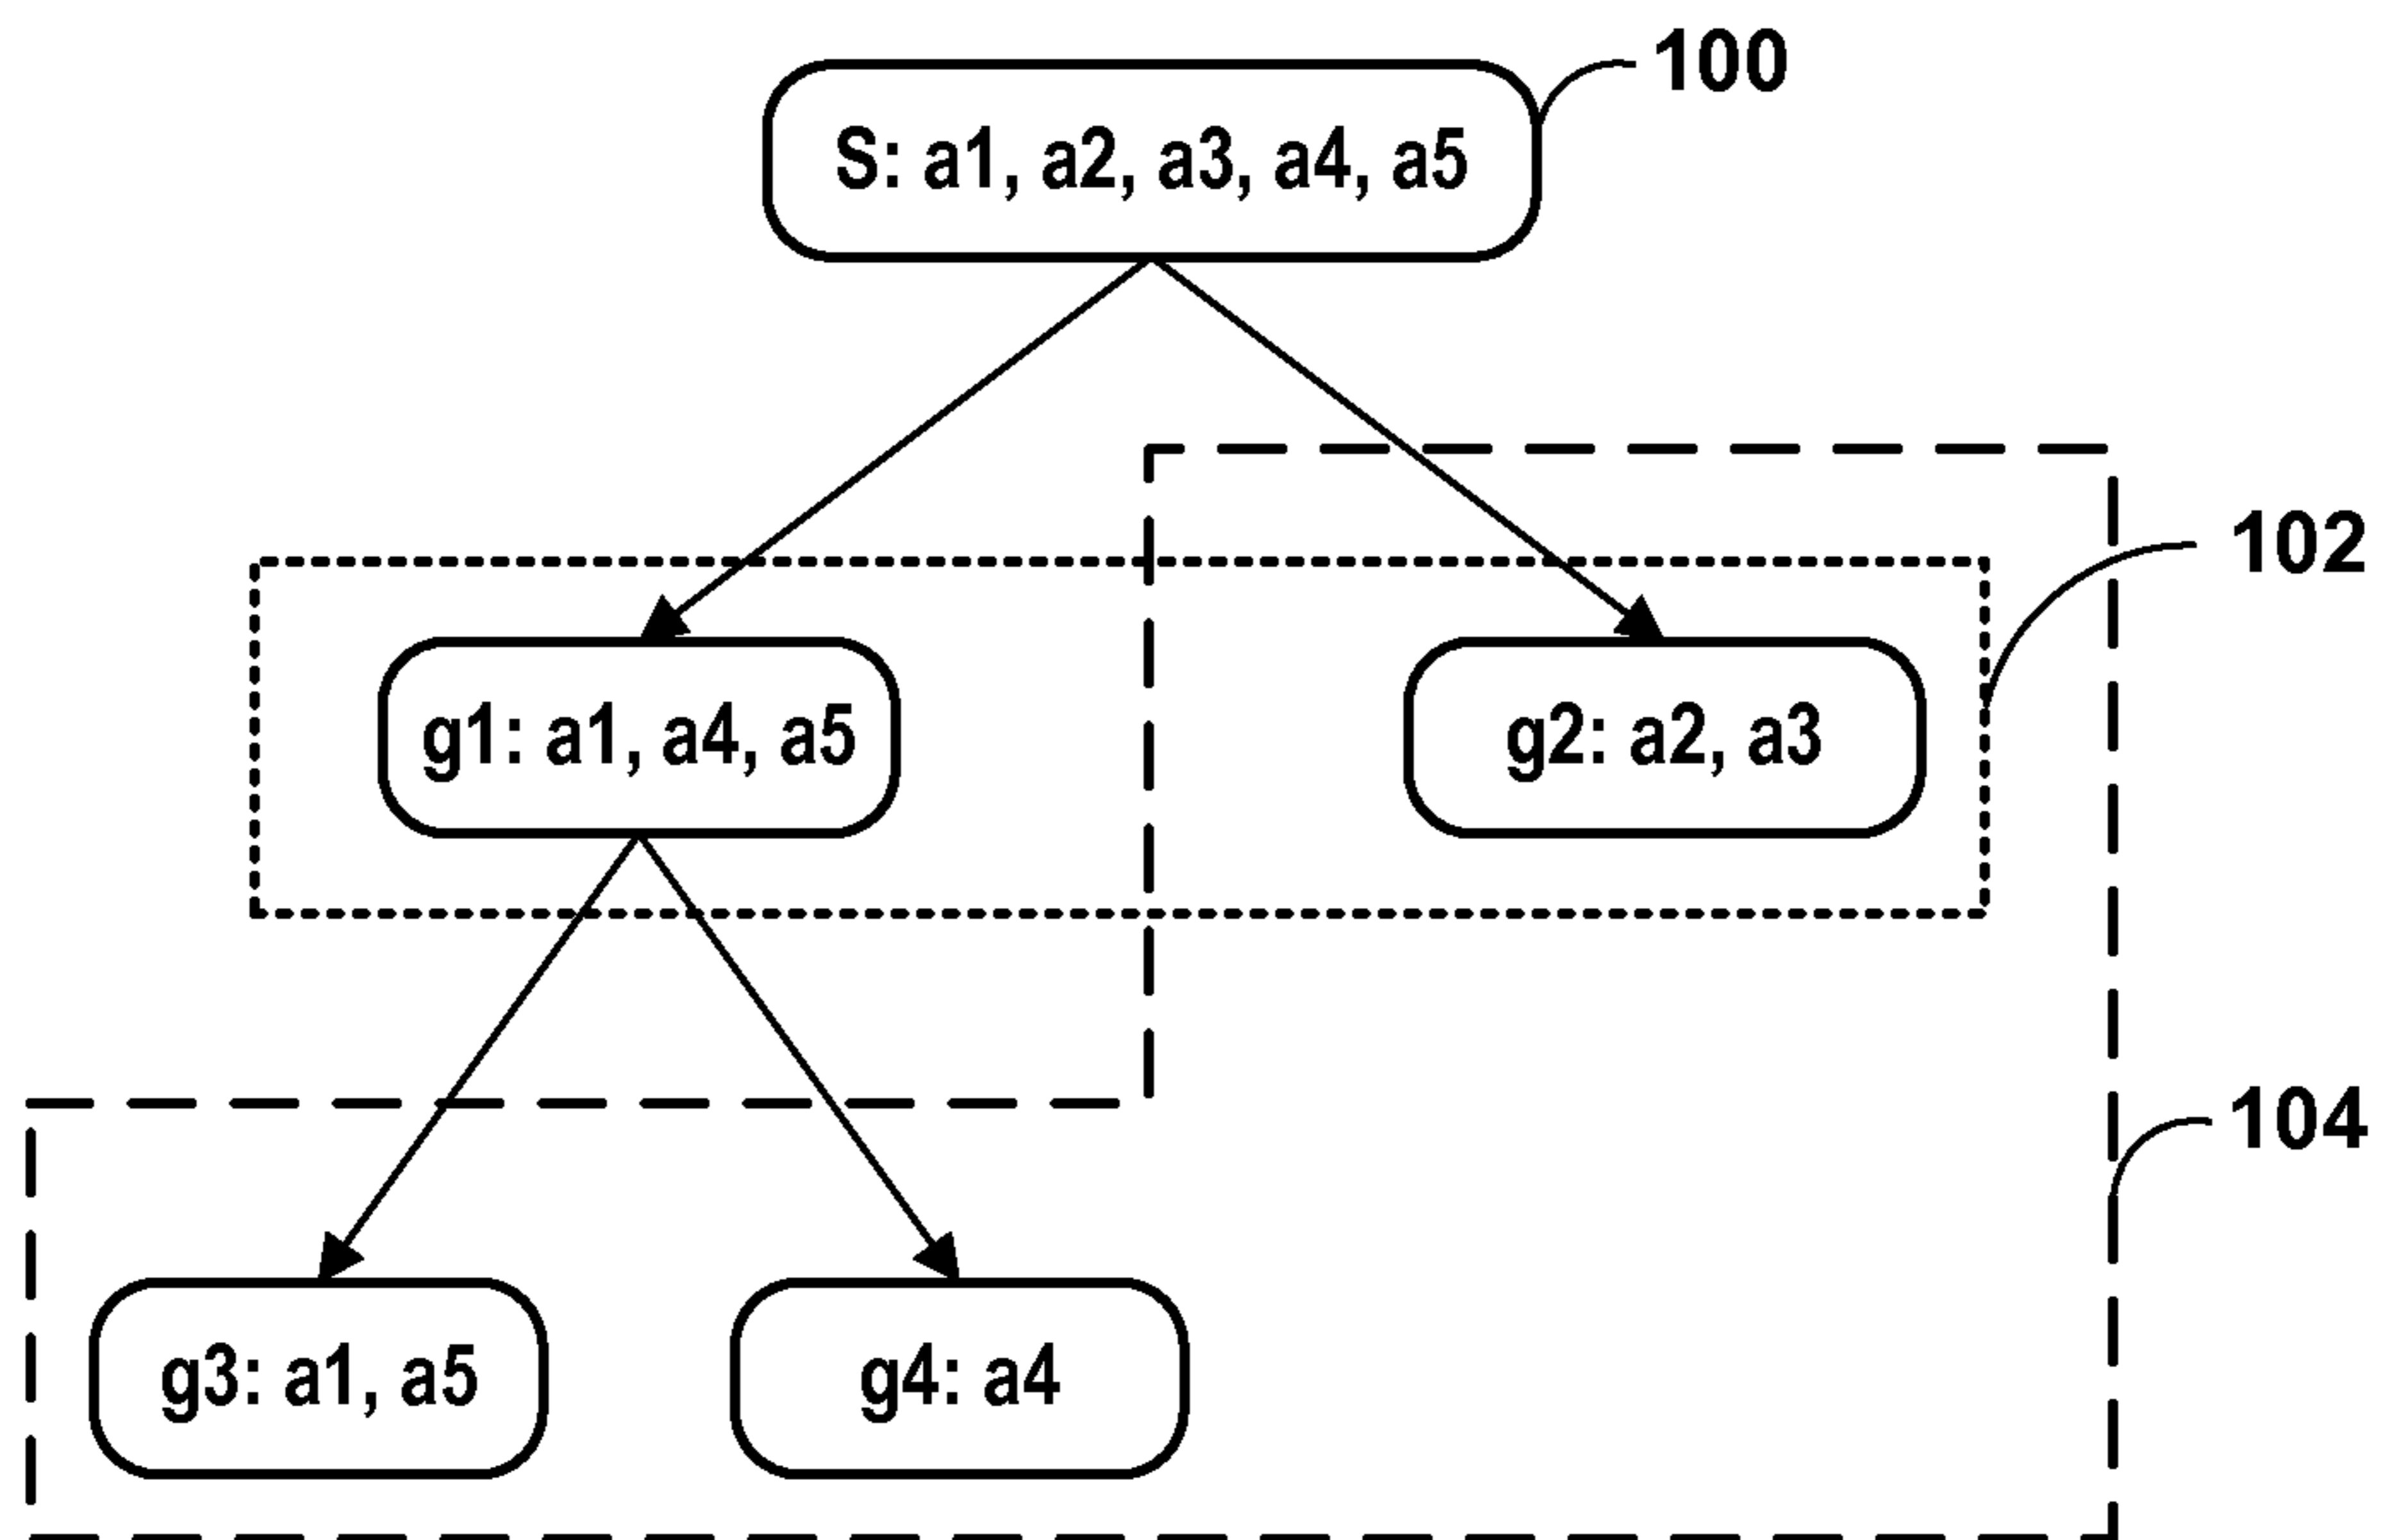 100
S: a1, a2, a3, a4, a5
102
g1: a1, a4, a5
g2: a2, a3
104
g3: a1, a5
g4: a4